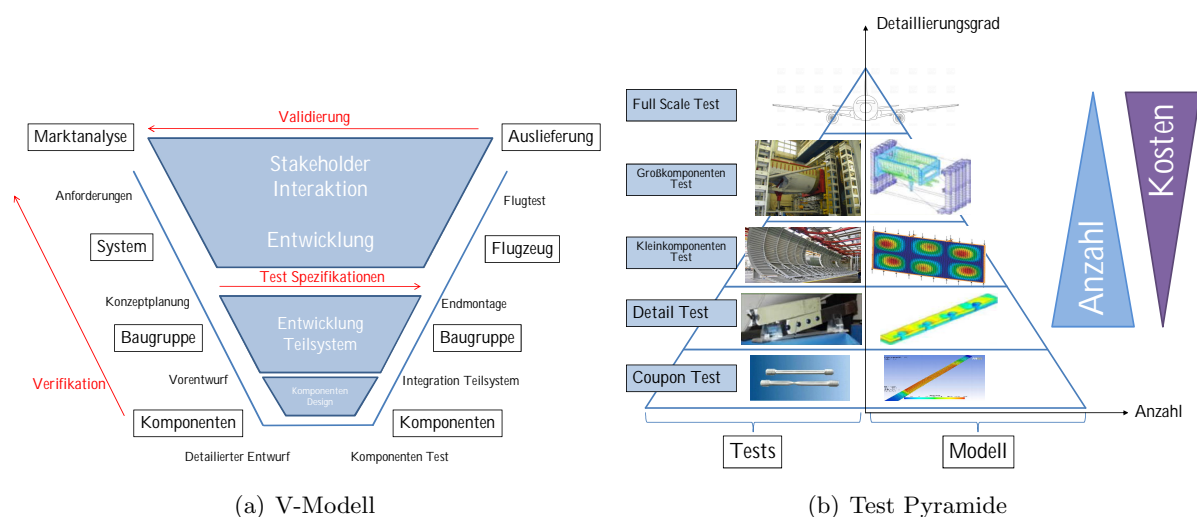 Validierung
Marktanalyse
Auslieferung
Stakeholder
Interaktion
Entwicklung
Anforderungen
Flugtest
System
Flugzeug
Test Spezifikationen
Konzeptplanung
Endmontage
Baugruppe
Entwicklung
Teilsystem
Baugruppe
Verifikation
Vorentwurf
Integration Teilsystem
Komponenten
Design
Komponenten
Komponenten
Detailierter Entwurf
Komponenten Test
(a) V-Modell
Detaillierungsgrad
Full Scale Test
Großkomponenten
Test
Kleinkomponenten
Test
Detail Test
Coupon Test
Anzahl
Kosten
Anzahl
Tests
Modell
(b) Test Pyramide